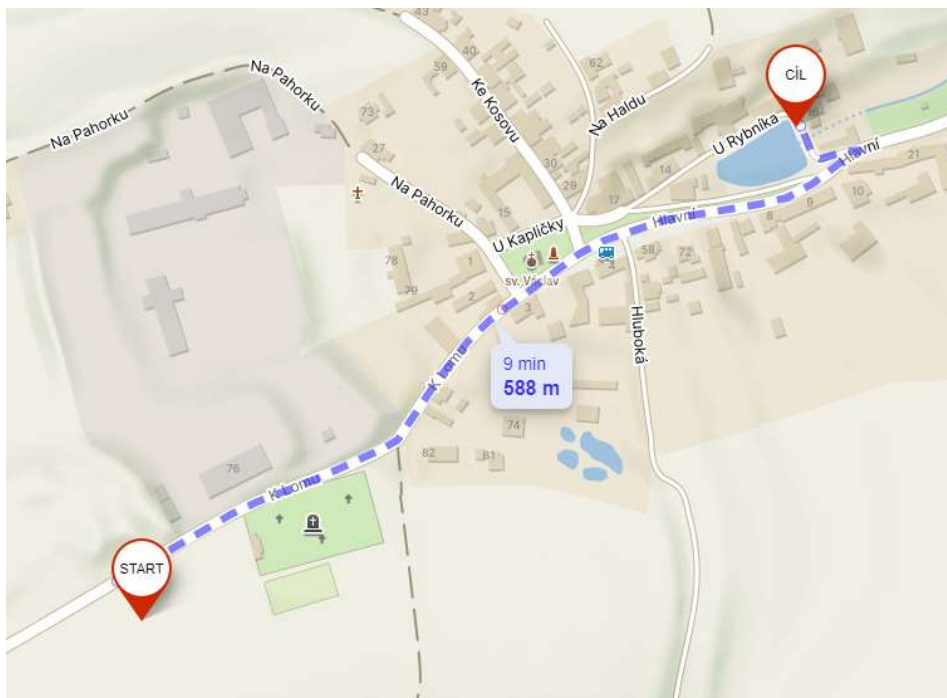 43
40
59
Na Pahorku
Ke Kosovu
62
CÍL
73
Na Haldu
16
U Rybníka
27
30
14
Hlavní
21
Na Pahorku
Na Pahorku
29
17
10
15
9
U Kapličky
Hlavní
8
78
1
58
72
4
sv. Václav
79
2
3
Hluboká
K Lomu
9 min
588 m
74
82
81
76
K Lomu
START